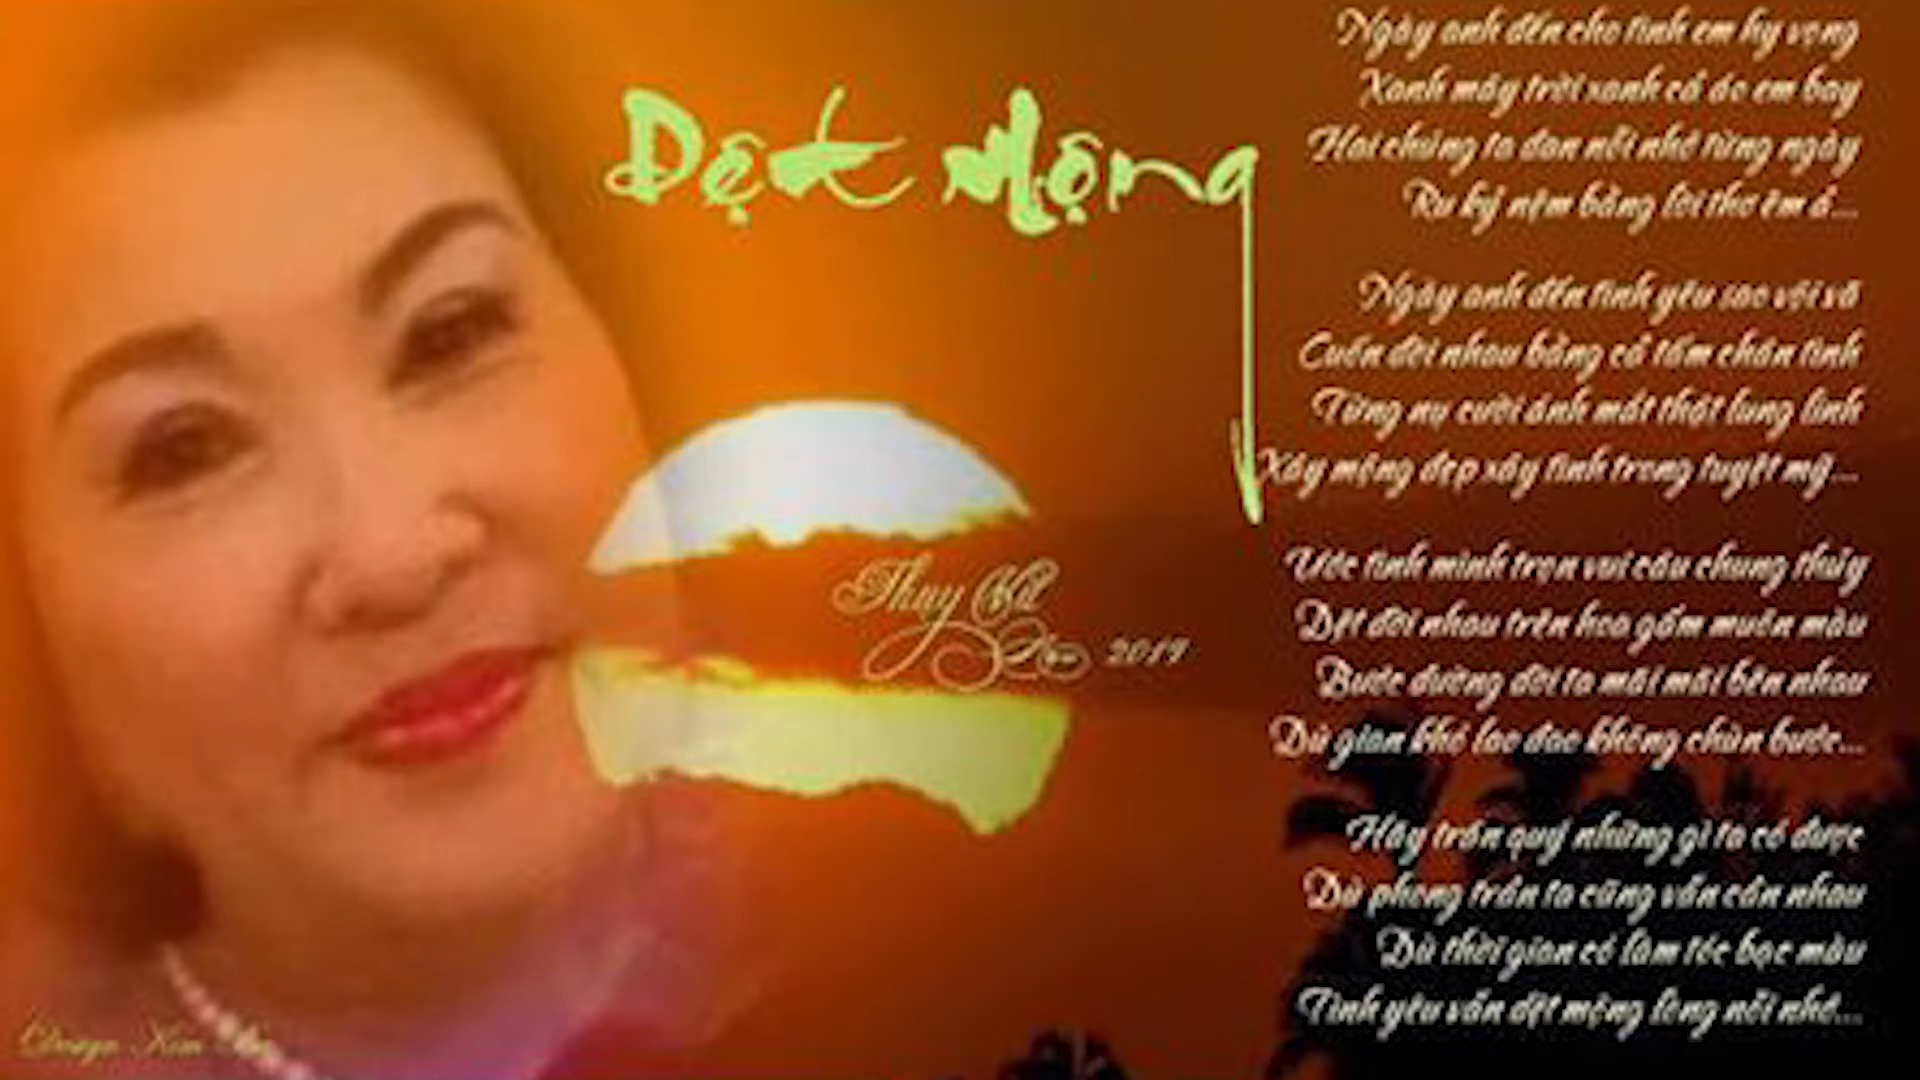 Dệt Mộng
Thuy
2017
Ngày anh đến cho tình em hy vọng
Xanh mây trời xanh cả áo em bay
Hai chúng ta đan nỗi nhớ từng ngày
Ru kỷ niệm bằng lời thơ êm ả...
Ngày anh đến tình yêu sao vội vã
Cuốn đời nhau bằng cả tấm chân tình
Từng nụ cười ánh mắt thật lung linh
Xây mộng đẹp xây tình trong tuyệt mỹ...
Ước tình mình trọn vui câu chung thủy
Dệt đời nhau trên hoa gấm muôn màu
Bước đường đời ta mãi mãi bên nhau
Dù gian khó lao đao không chùn bước...
Hãy trân quý những gì ta có được
Dù phong trần ta cũng vẫn cần nhau
Dù thời gian có làm tóc bạc màu
Tình yêu vẫn dệt mộng lòng nỗi nhớ...
Kim